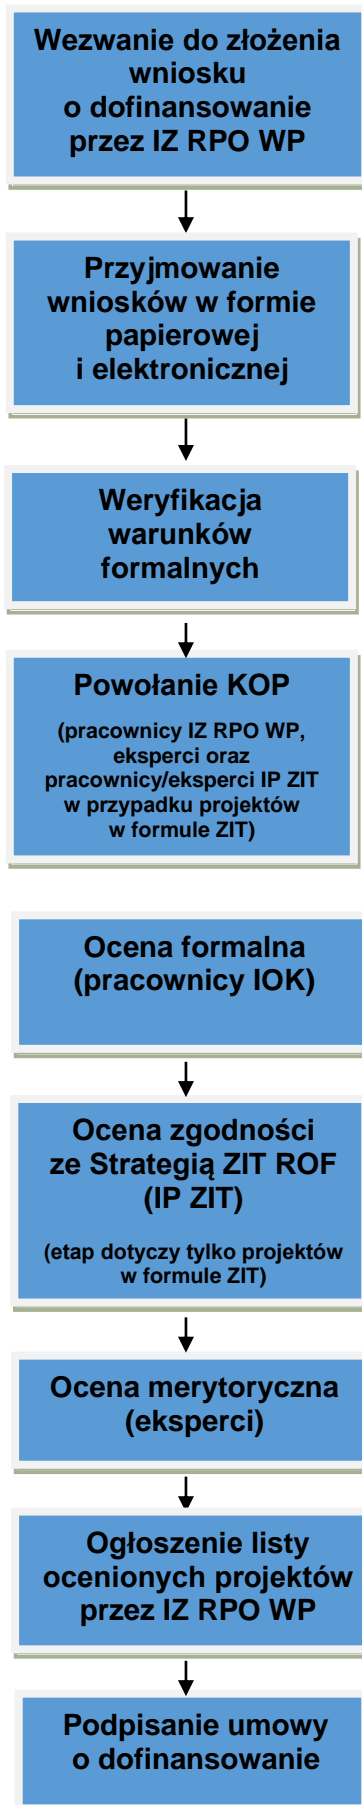 Wezwanie do złożenia
wniosku
o dofinansowanie
przez IZ RPO WP
Przyjmowanie
wniosków w formie
papierowej
i elektronicznej
Weryfikacja
warunków
formalnych
Powołanie KOP
(pracownicy IZ RPO WP,
eksperci oraz
pracownicy/eksperci IP ZIT
w przypadku projektów
w formule ZIT)
Ocena formalna
(pracownicy IOK)
Ocena zgodności
ze Strategią ZIT ROF
(IP ZIT)
(etap dotyczy tylko projektów
w formule ZIT)
Ocena merytoryczna
(eksperci)
Ogłoszenie listy
ocenionych projektów
przez IZ RPO WP
Podpisanie umowy
o dofinansowanie